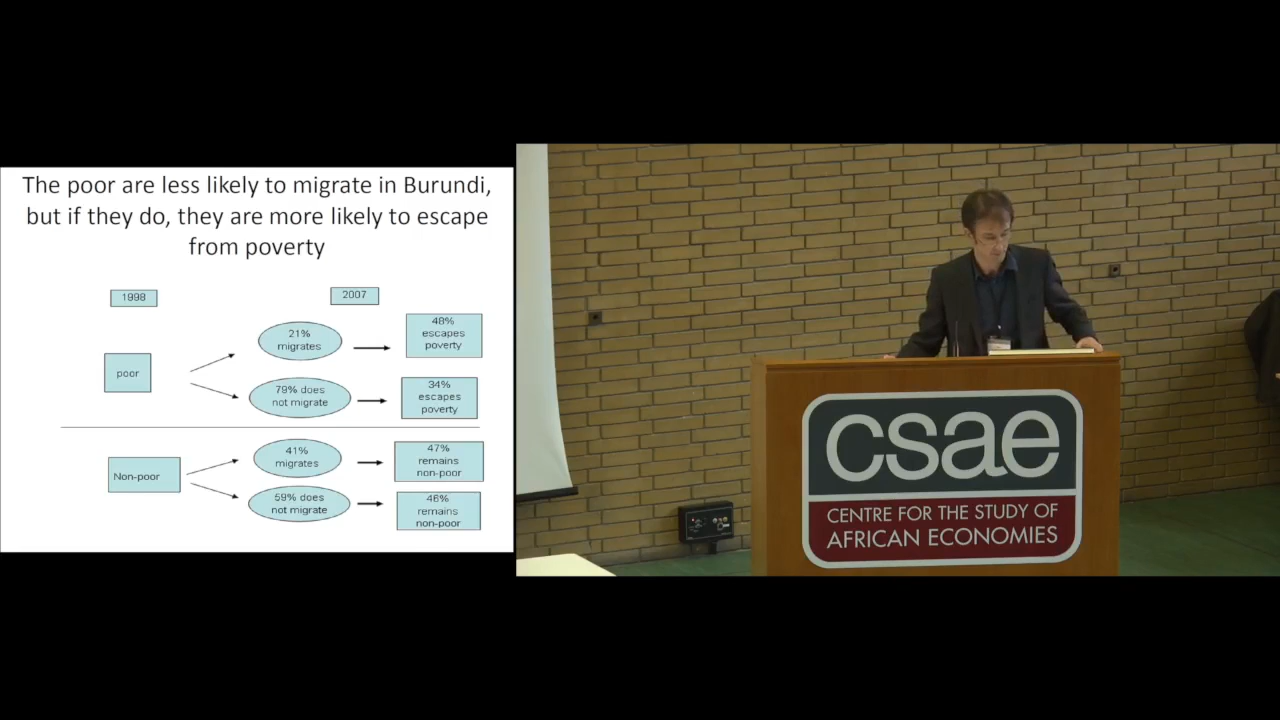 The poor are less likely to migrate in Burundi,
but if they do, they are more likely to escape
from poverty
1998
2007
poor
21%
migrates
48%
escapes
poverty
79% does
not migrate
34%
escapes
poverty
Non-poor
41%
migrates
47%
remains
non-poor
59% does
not migrate
46%
remains
non-poor
csae
CENTRE FOR THE STUDY OF
AFRICAN ECONOMIES